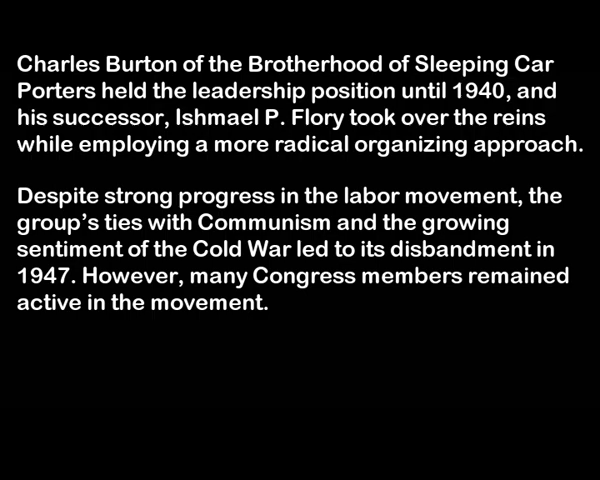 Charles Burton of the Brotherhood of Sleeping Car
Porters held the leadership position until 1940, and
his successor, Ishmael P. Flory took over the reins
while employing a more radical organizing approach.
Despite strong progress in the labor movement, the
group’s ties with Communism and the growing
sentiment of the Cold War led to its disbandment in
1947. However, many Congress members remained
active in the movement.